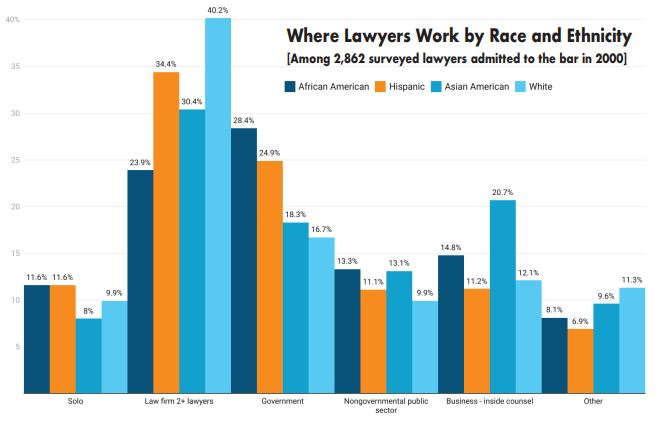 Where Lawyers Work by Race and Ethnicity
[Among 2,862 surveyed lawyers admitted to the bar in 2000]
African American Hispanic Asian American White
40%
35
30
25
20
15
10
5
11.6% 11.6% 8% 9.9%
23.9% 34.4% 30.4% 40.2%
28.4% 24.9% 18.3% 16.7%
13.3% 11.1% 13.1% 9.9%
14.8% 11.2% 20.7% 12.1%
8.1% 6.9% 9.6% 11.3%
Solo
Law firm 2+ lawyers
Government
Nongovernmental public
sector
Business - inside counsel
Other